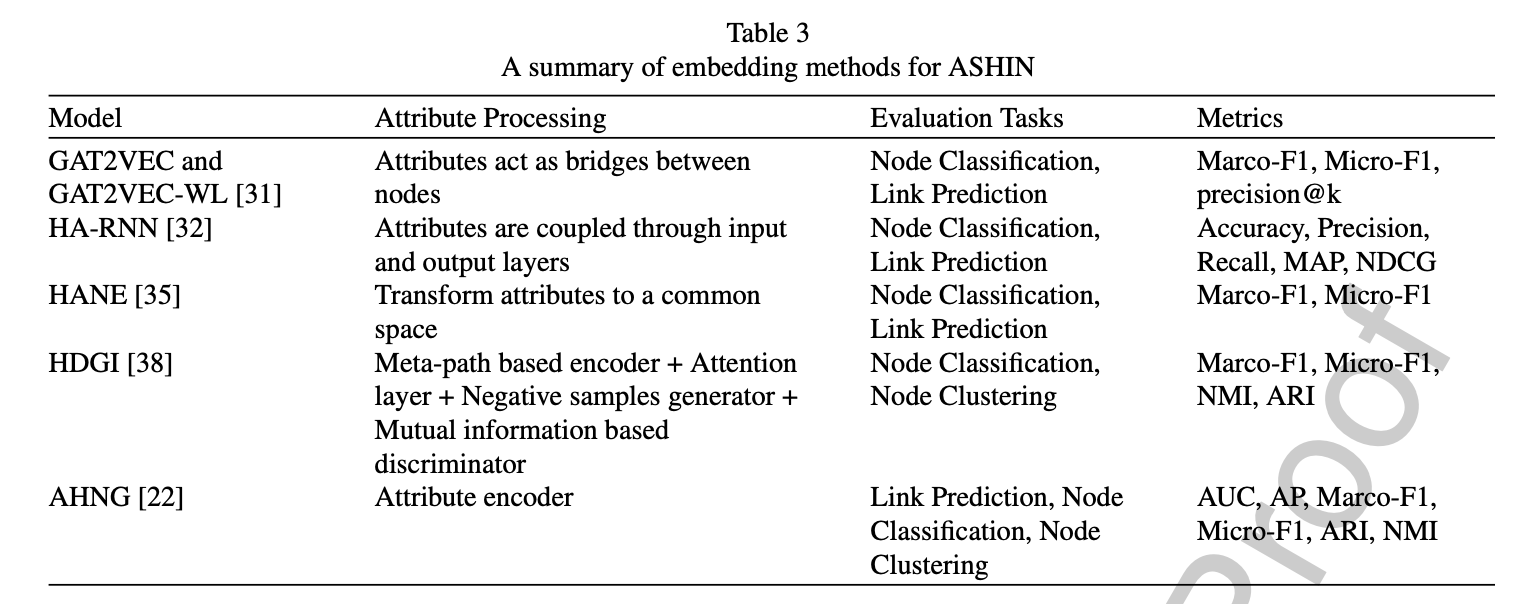 Table 3
A summary of embedding methods for ASHIN
Model Attribute Processing Evaluation Tasks Metrics
GAT2VEC and Attributes act as bridges between Node Classification, Marco-F1, Micro-F1,
GAT2VEC-WL [31] nodes Link Prediction precision@k
HA-RNN [32] Attributes are coupled through input Node Classification, Accuracy, Precision,
and output layers Link Prediction Recall, MAP, NDCG
HANE [35] Transform attributes to a common Node Classification, Marco-F1, Micro-F1
space Link Prediction
HDGI [38] Meta-path based encoder + Attention Node Classification, Marco-F1, Micro-F1,
layer + Negative samples generator + Node Clustering NMI, ARI
Mutual information based
discriminator
AHNG [22] Attribute encoder Link Prediction, Node AUC, AP, Marco-F1,
Classification, Node Micro-F1, ARI, NMI
Clustering
Proof